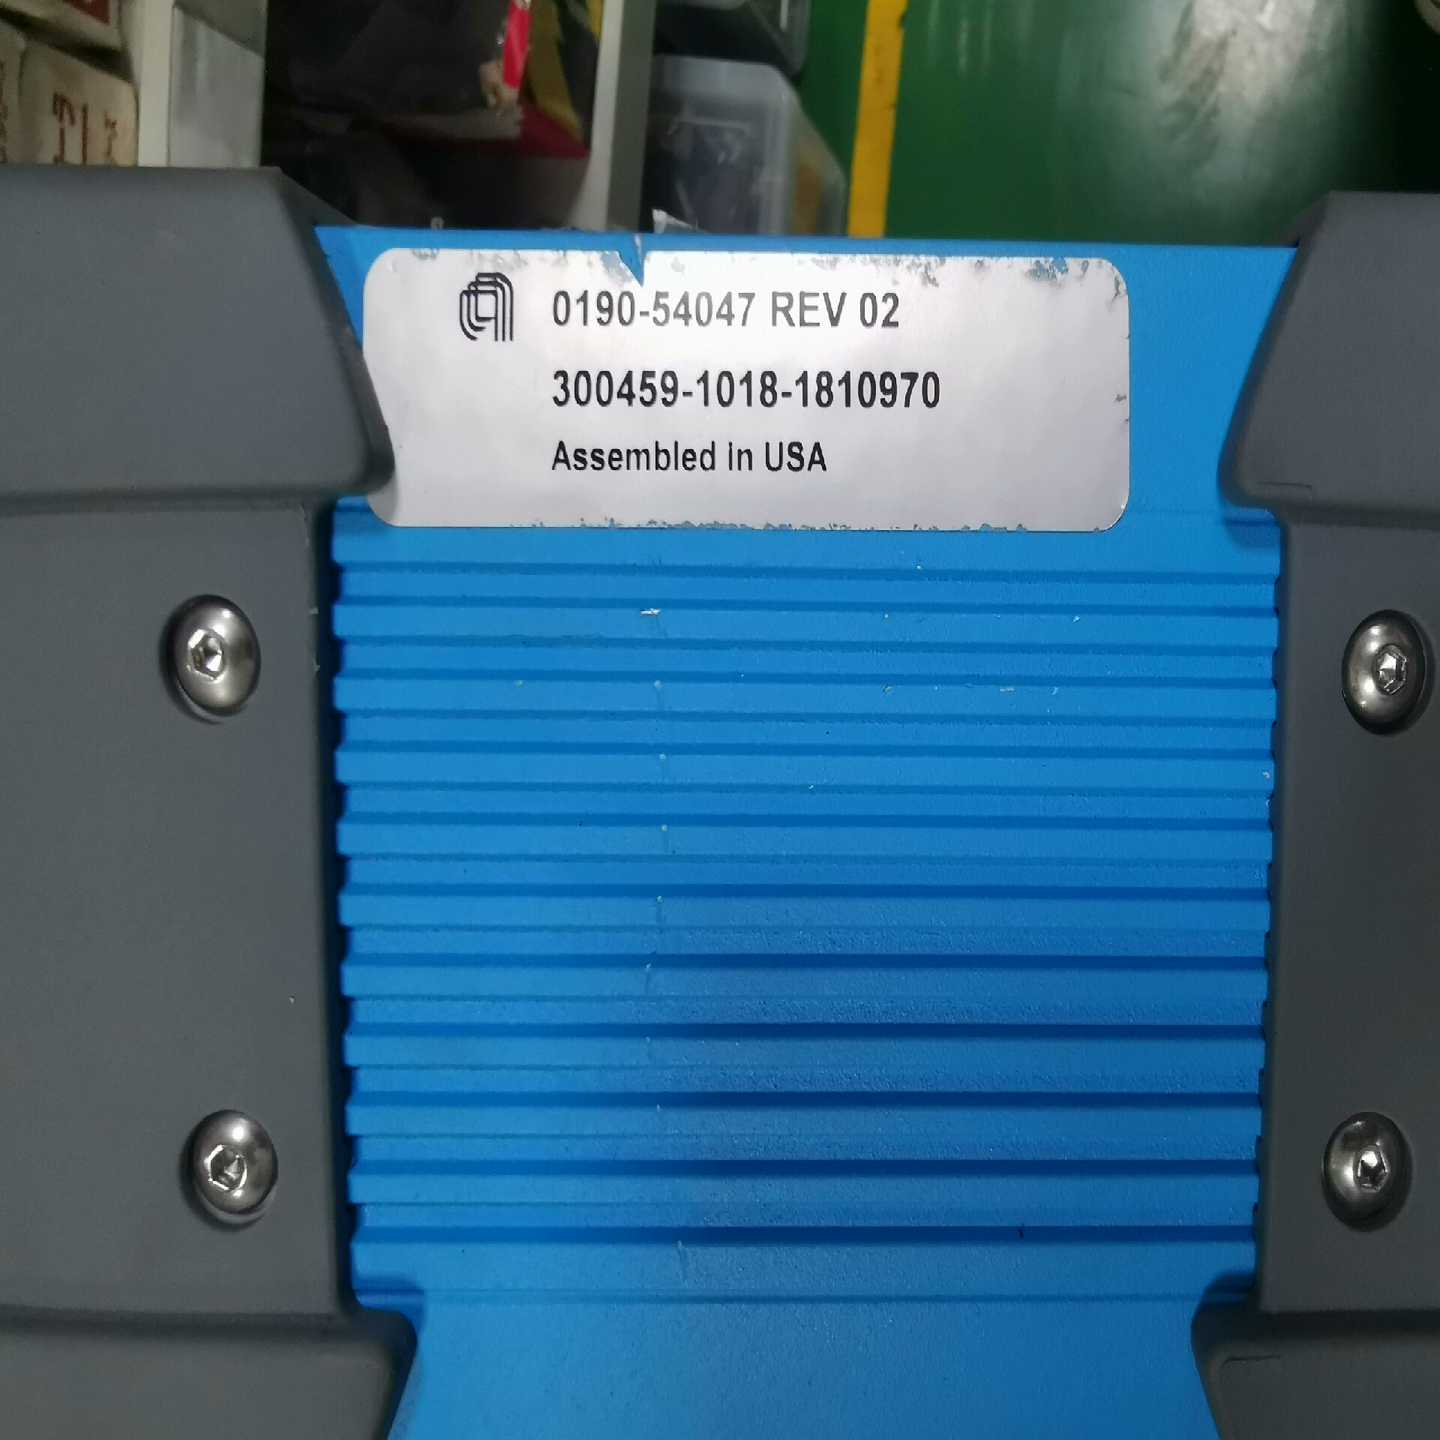 0190-54047 REV 02
300459-1018-1810970
Assembled in USA